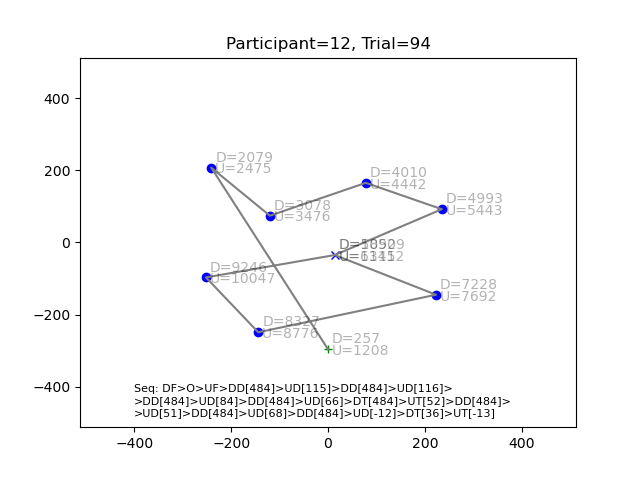 Participant=12, Trial=94
400
200
0
−200
−400
−400
−200
0
200
400
D=2079
U=2475
D=4010
U=4442
D=4993
U=5443
D=3078
U=3476
D=9246
U=10047
D=7228
U=7692
D=8327
U=8776
D=257
U=1208
Seq: DF>O>UF>DD[484]>UD[115]>DD[484]>UD[116]>
>DD[484]>UD[84]>DD[484]>UD[66]>DT[484]>UT[52]>DD[484]>
>UD[51]>DD[484]>UD[68]>DD[484]>UD[-12]>DT[36]>UT[-13]